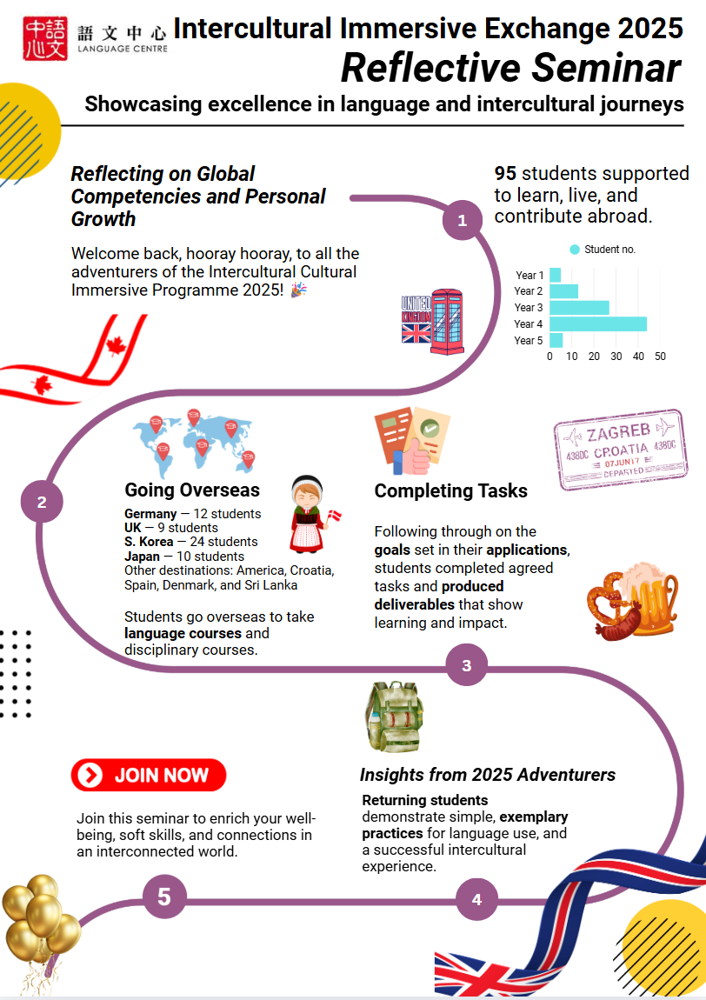 語文中心
語文中心
LANGUAGE CENTRE
Intercultural Immersive Exchange 2025
Reflective Seminar
Showcasing excellence in language and intercultural journeys
Reflecting on Global
Competencies and Personal
Growth
Welcome back, hooray hooray, to all the
adventurers of the Intercultural Cultural
Immersive Programme 2025! 🎉
1
95 students supported
to learn, live, and
contribute abroad.
Student no.
Year 1
Year 2
Year 3
Year 4
Year 5
0 10 20 30 40 50
UNITED
KINGDOM
2
Going Overseas
Germany — 12 students
UK — 9 students
S. Korea — 24 students
Japan — 10 students
Other destinations: America, Croatia,
Spain, Denmark, and Sri Lanka
Students go overseas to take
language courses and
disciplinary courses.
Completing Tasks
Following through on the
goals set in their applications,
students completed agreed
tasks and produced
deliverables that show
learning and impact.
ZAGREB
438DC CROATIA 438DC
07JUN17
DEPARTED
3
Insights from 2025 Adventurers
Returning students
demonstrate simple, exemplary
practices for language use, and
a successful intercultural
experience.
4
JOIN NOW
Join this seminar to enrich your well-
being, soft skills, and connections in
an interconnected world.
5